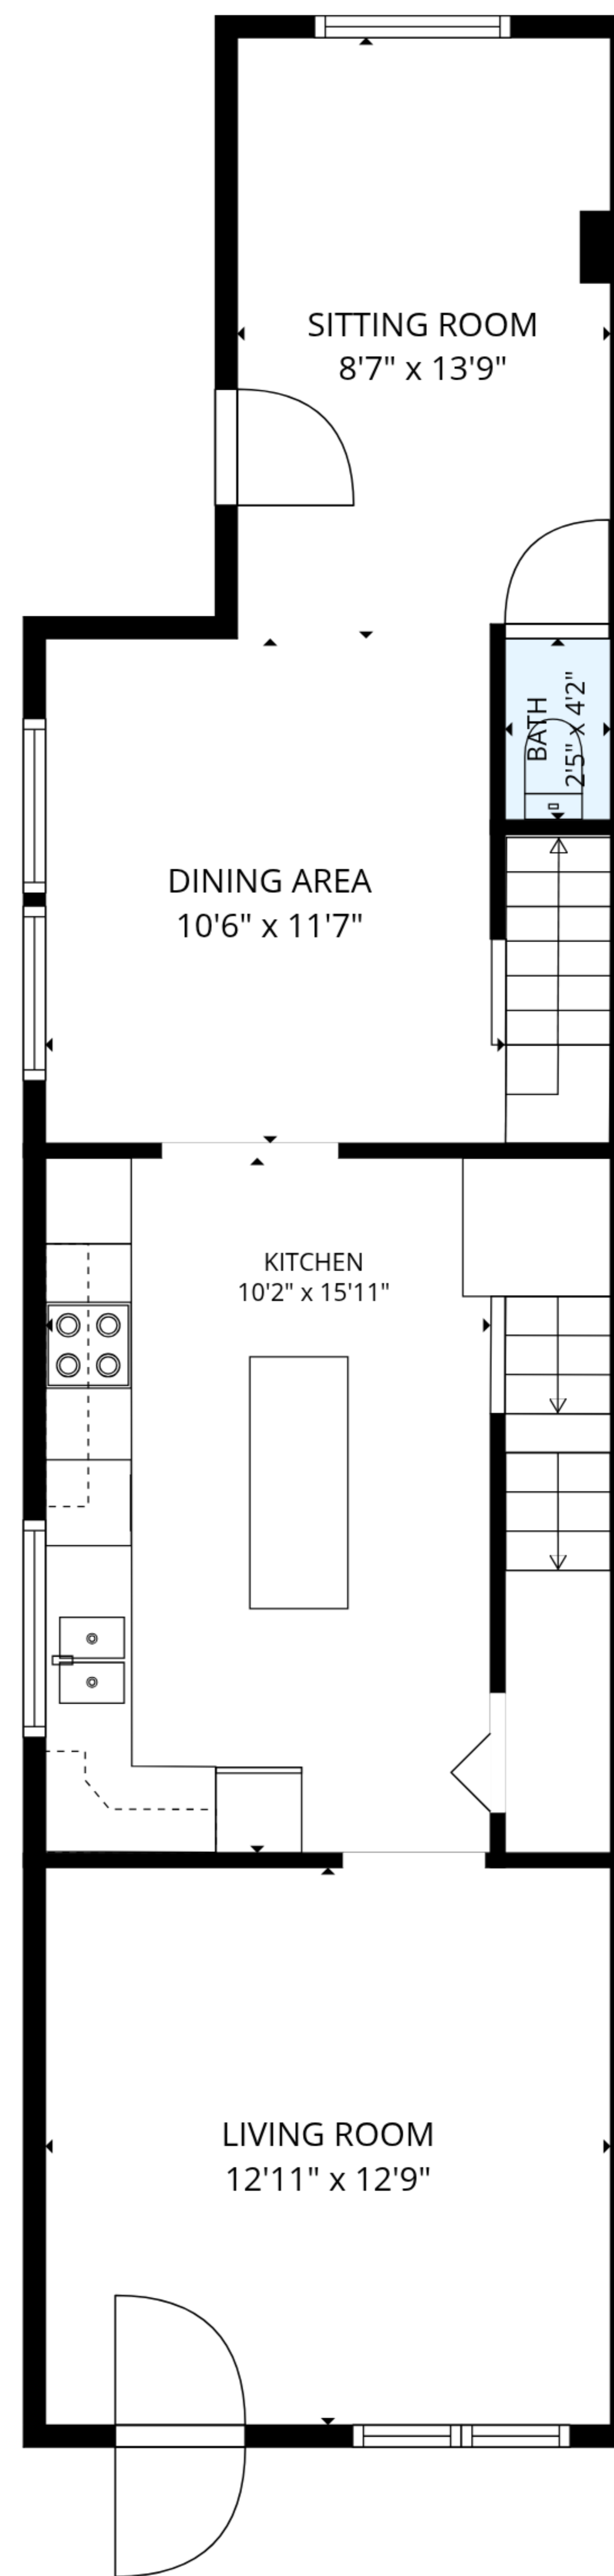 SITTING ROOM
8'7" x 13'9"
BATH
2'5" x 4'2"
DINING AREA
10'6" x 11'7"
KITCHEN
10'2" x 15'11"
LIVING ROOM
12'11" x 12'9"